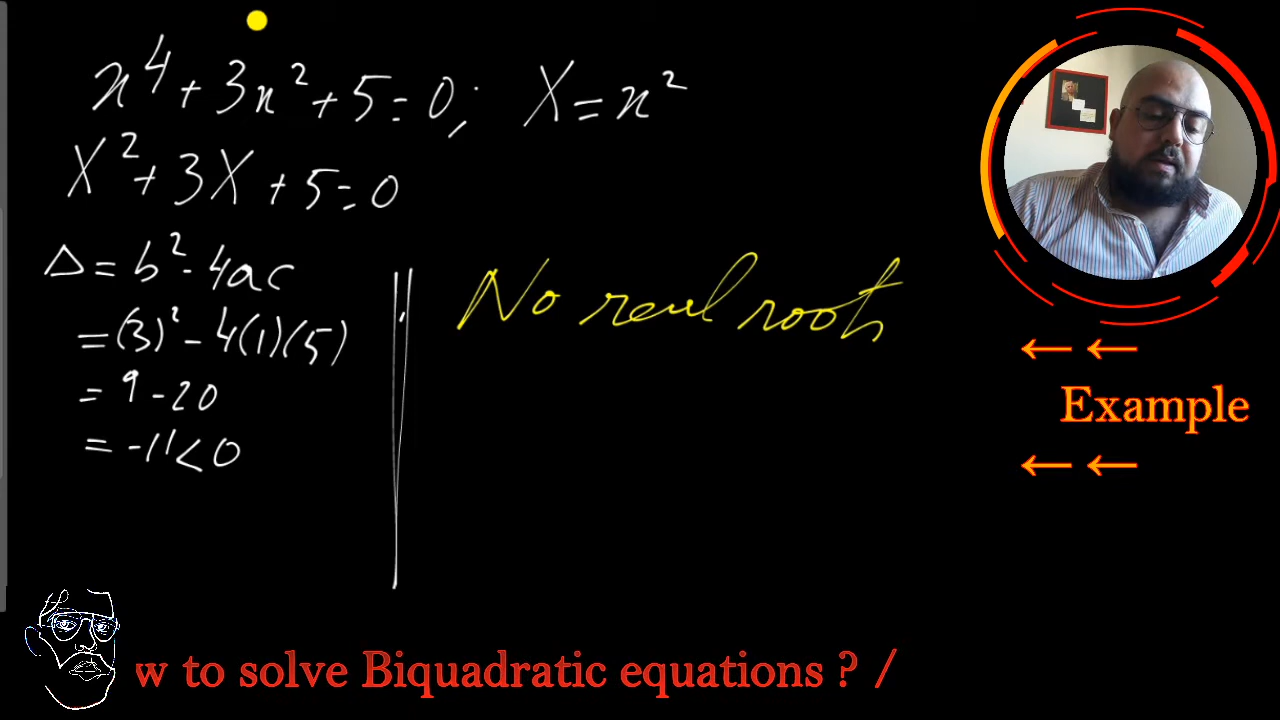 x⁴ + 3x² + 5 = 0; X = x²
X² + 3X + 5 = 0
Δ = b² - 4ac
= (3)² - 4(1)(5)
= 9 - 20
= -11 < 0
No real roots
← ←
Example
← ←
w to solve Biquadratic equations ? /